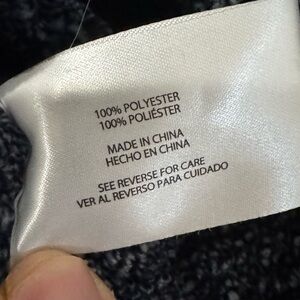 100% POLYESTER
100% POLIÉSTER
MADE IN CHINA
HECHO EN CHINA
SEE REVERSE FOR CARE
VER AL REVERSO PARA CUIDADO